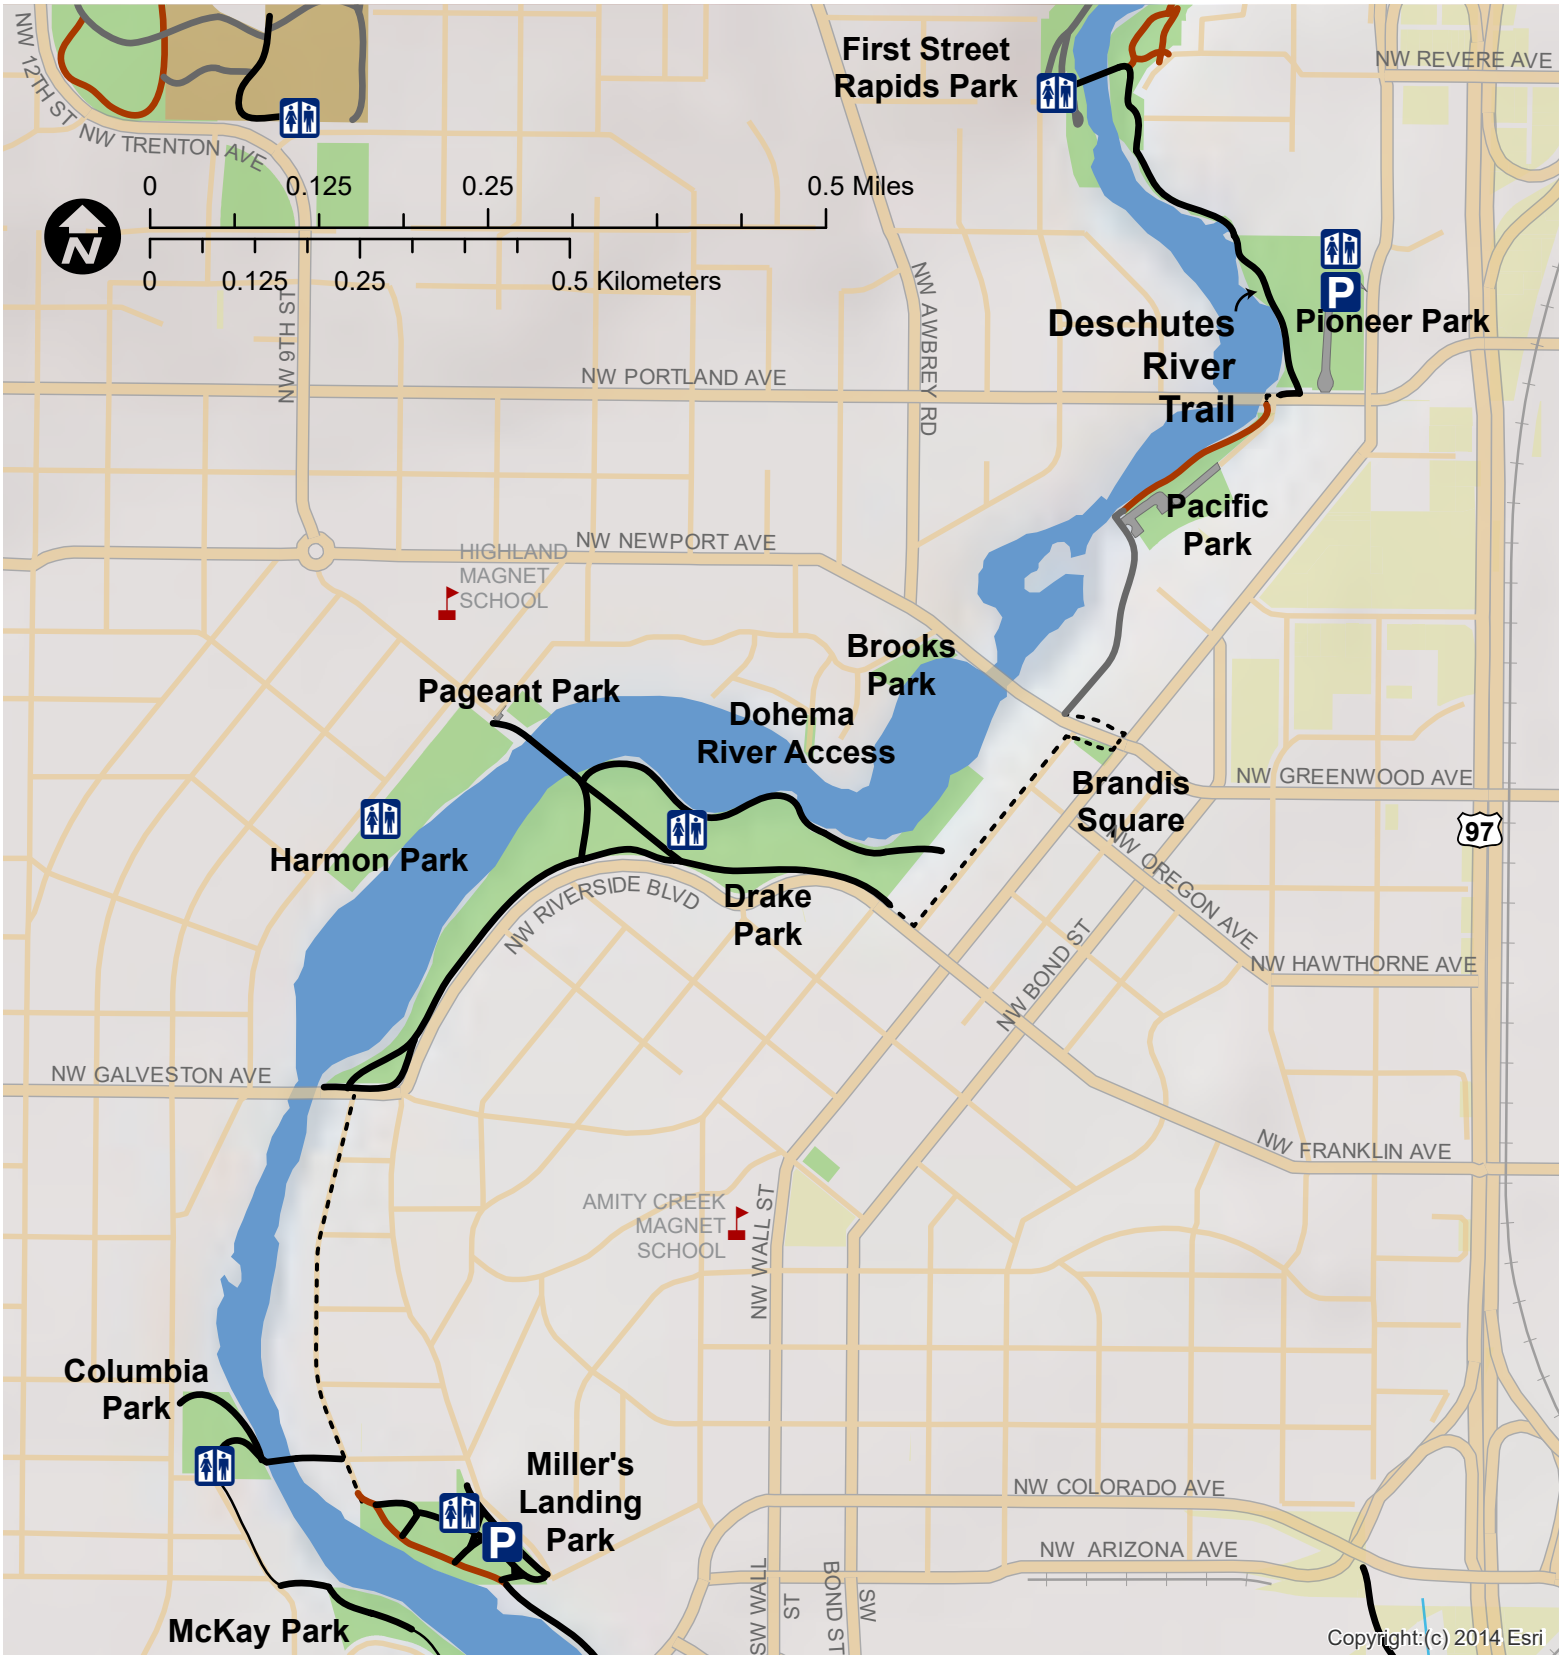 First Street
Rapids Park
NW REVERE AVE
NW 12TH ST
NW TRENTON AVE
0 0.125 0.25 0.5 Miles
N
0 0.125 0.25 0.5 Kilometers
NW 9TH ST
NW AWBREY RD
P
Pioneer Park
Deschutes
River
Trail
NW PORTLAND AVE
Pacific
Park
NW NEWPORT AVE
HIGHLAND
MAGNET
SCHOOL
Brooks
Park
Pageant Park
Dohema
River Access
Brandis
Square
NW GREENWOOD AVE
97
Harmon Park
NW OREGON AVE
NW RIVERSIDE BLVD
Drake
Park
NW BOND ST
NW HAWTHORNE AVE
NW GALVESTON AVE
NW FRANKLIN AVE
AMITY CREEK
MAGNET
SCHOOL
NW WALL ST
Columbia
Park
Miller's
Landing
Park
P
NW COLORADO AVE
NW ARIZONA AVE
SW WALL
ST
BOND ST
SW
McKay Park
Copyright:(c) 2014 Esri